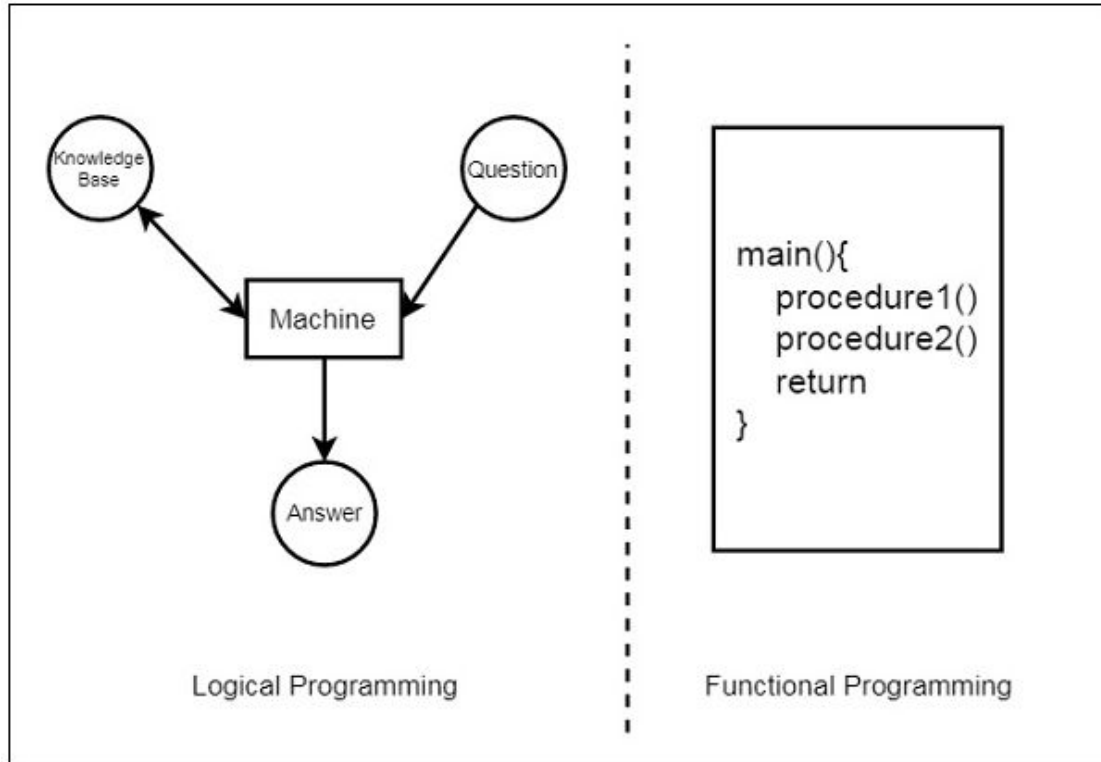 Knowledge
Base
Question
Machine
Answer
Logical Programming
main(){
procedure1()
procedure2()
return
}
Functional Programming